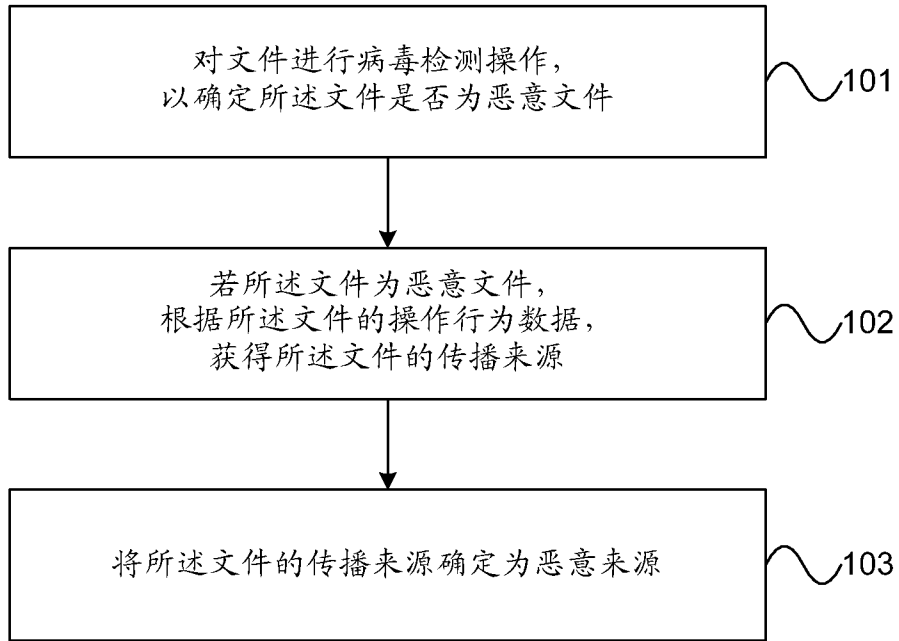 对文件进行病毒检测操作，
以确定所述文件是否为恶意文件
101
若所述文件为恶意文件，
根据所述文件的操作行为数据，
获得所述文件的传播来源
102
将所述文件的传播来源确定为恶意来源
103